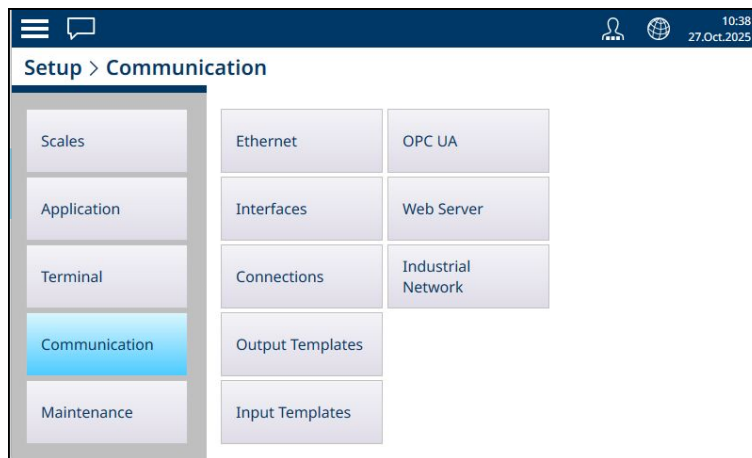 10:38
27.Oct.2025
Setup > Communication
Scales
Application
Terminal
Communication
Maintenance
Ethernet
Interfaces
Connections
Output Templates
Input Templates
OPC UA
Web Server
Industrial
Network